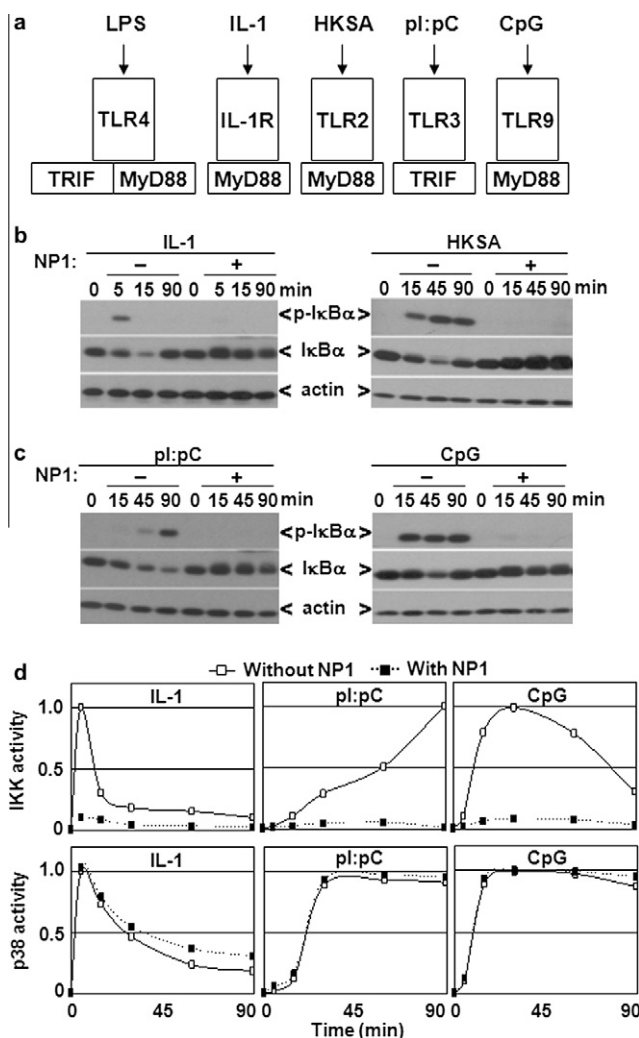 a
LPS IL-1 HKSA pI:pC CpG
TLR4 IL-1R TLR2 TLR3 TLR9
TRIF MyD88 MyD88 MyD88 TRIF MyD88
b
IL-1 HKSA
NP1: – + – +
0 5 15 90 0 5 15 90 min 0 15 45 90 0 15 45 90
< p-IκBα >
< IκBα >
< actin >
c
pI:pC CpG
NP1: – + – +
0 15 45 90 0 15 45 90 min 0 15 45 90 0 15 45 90
< p-IκBα >
< IκBα >
< actin >
d
Without NP1 With NP1
IL-1 pI:pC CpG
IKK activity
1.0
0.5
0
IL-1 pI:pC CpG
p38 activity
1.0
0.5
0
0 45 90 0 45 90 0 45 90
Time (min)